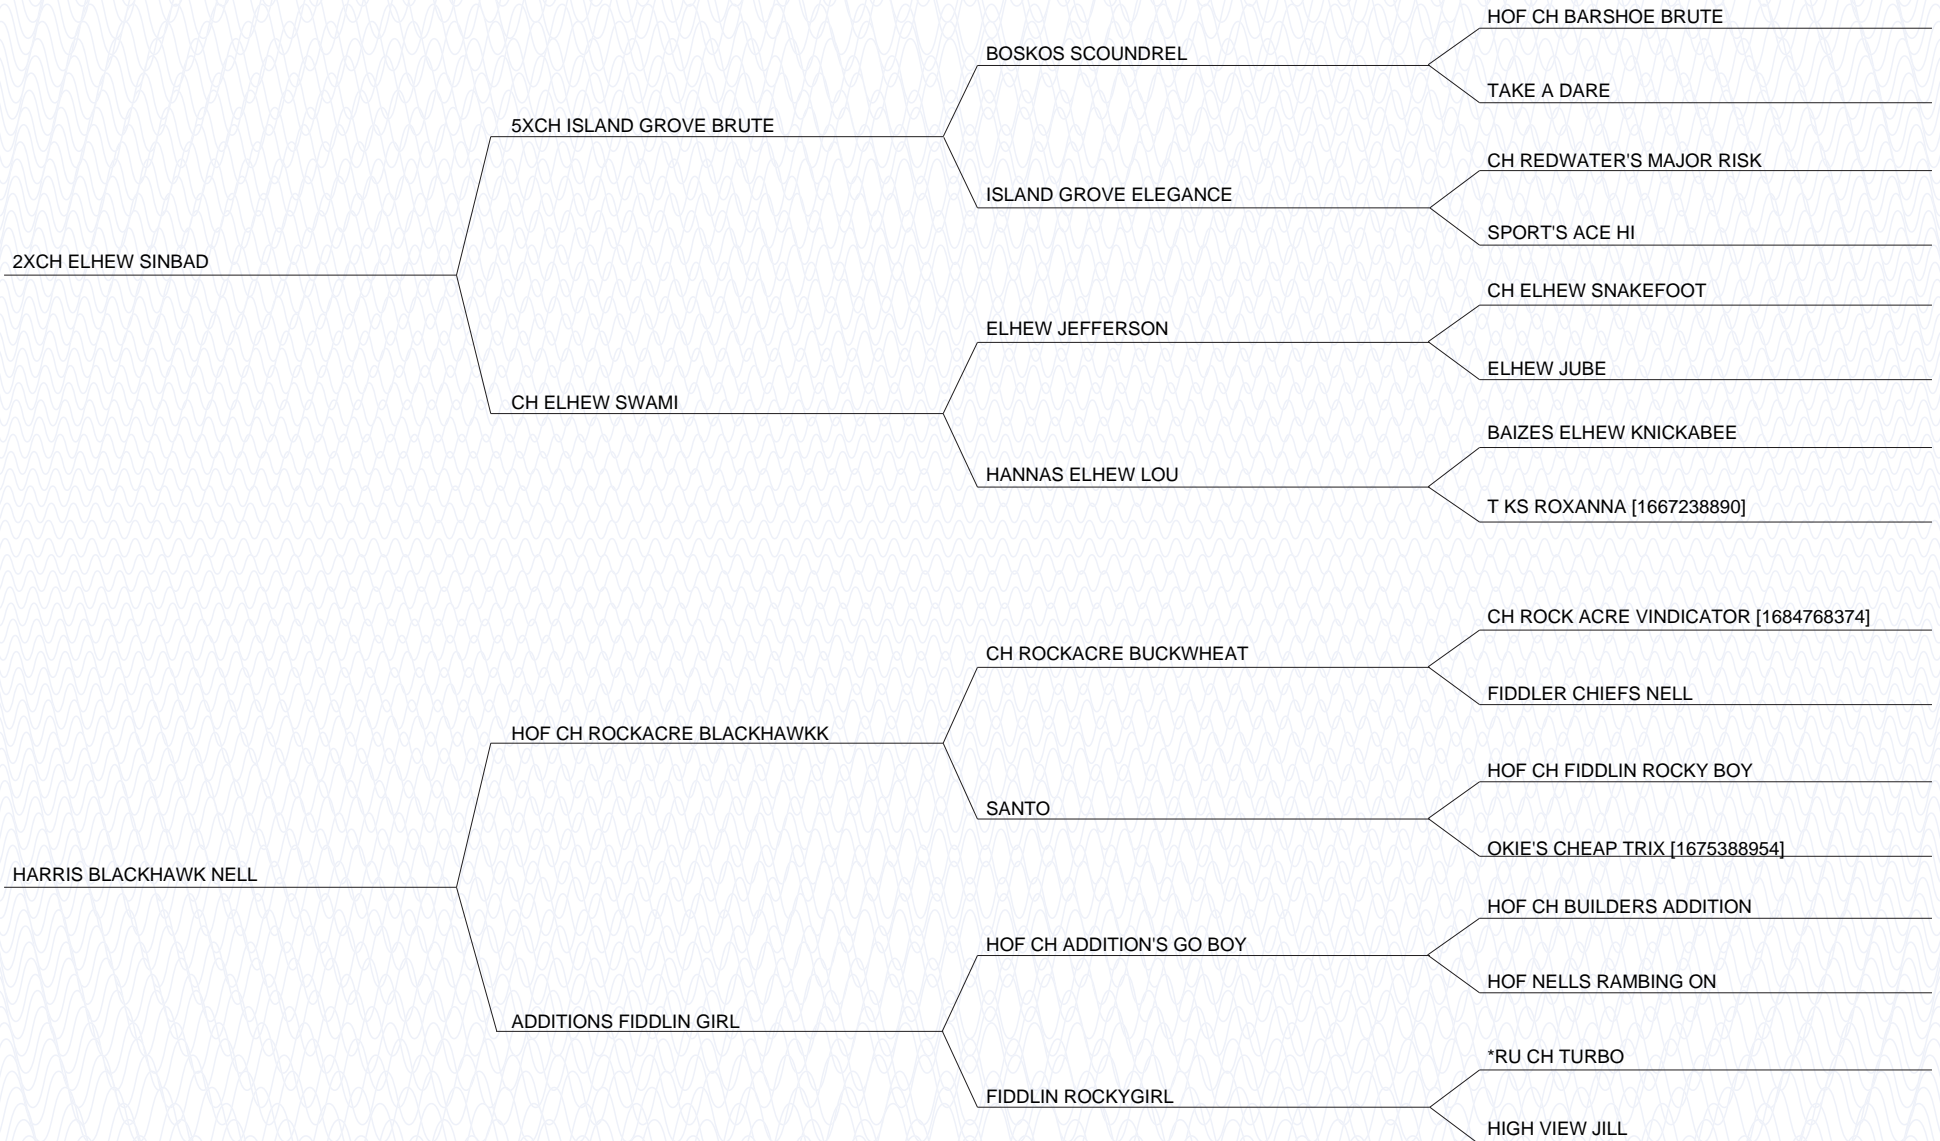 HOF CH BARSHOE BRUTE
BOSKOS SCOUNDREL
TAKE A DARE
5XCH ISLAND GROVE BRUTE
CH REDWATER'S MAJOR RISK
ISLAND GROVE ELEGANCE
SPORT'S ACE HI
2XCH ELHEW SINBAD
CH ELHEW SNAKEFOOT
ELHEW JEFFERSON
ELHEW JUBE
CH ELHEW SWAMI
BAIZES ELHEW KNICKABEE
HANNAS ELHEW LOU
T KS ROXANNA [1667238890]
CH ROCK ACRE VINDICATOR [1684768374]
CH ROCKACRE BUCKWHEAT
FIDDLER CHIEFS NELL
HOF CH ROCKACRE BLACKHAWKK
HOF CH FIDDLIN ROCKY BOY
SANTO
OKIE'S CHEAP TRIX [1675388954]
HARRIS BLACKHAWK NELL
HOF CH BUILDERS ADDITION
HOF CH ADDITION'S GO BOY
HOF NELLS RAMBING ON
ADDITIONS FIDDLIN GIRL
*RU CH TURBO
FIDDLIN ROCKYGIRL
HIGH VIEW JILL